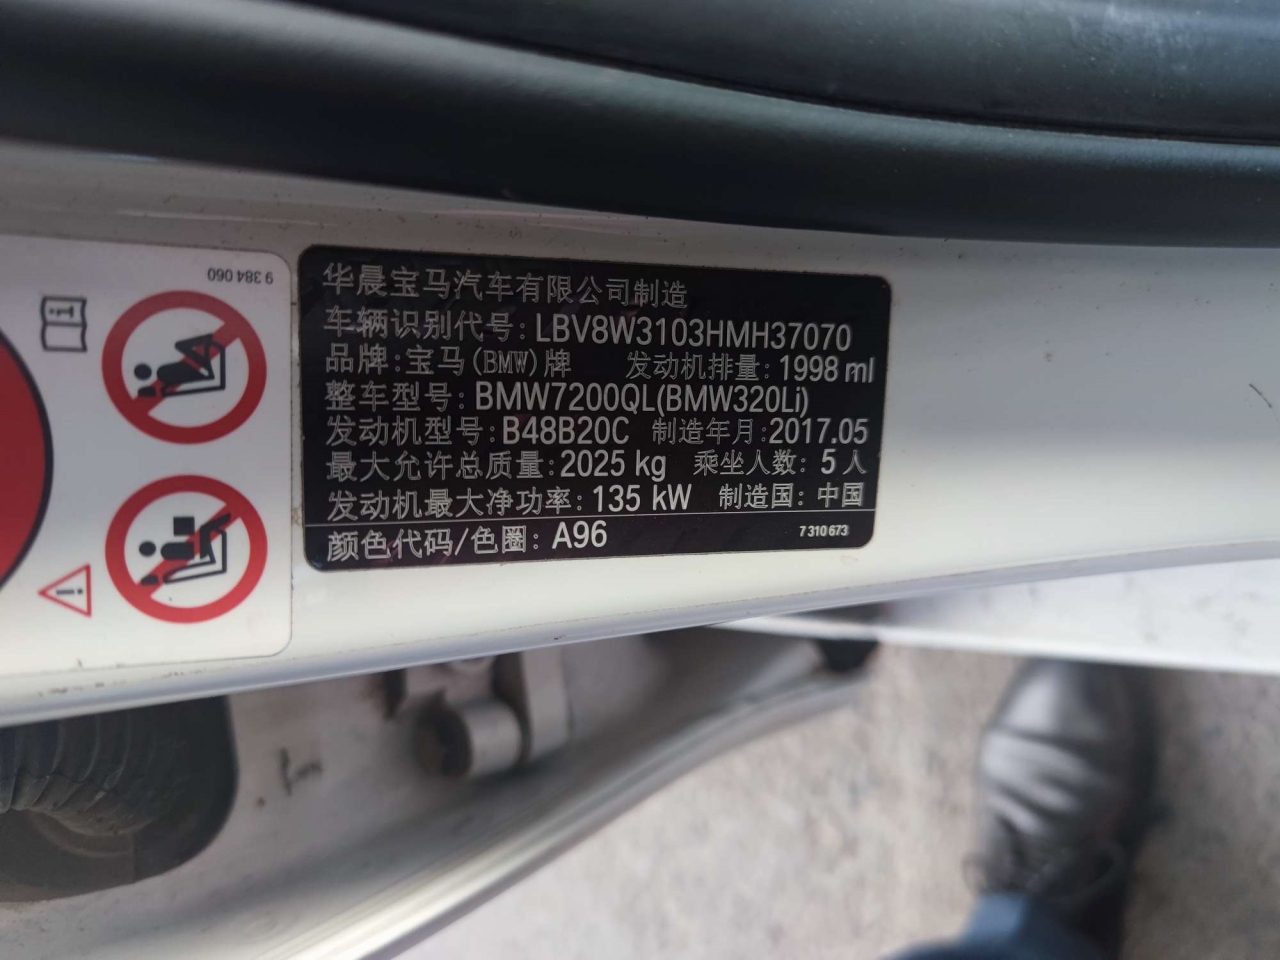 9 384 060
华晨宝马汽车有限公司制造
车辆识别代号: LBV8W3103HMH37070
品牌: 宝马(BMW)牌 发动机排量: 1998 ml
整车型号: BMW7200QL(BMW320Li)
发动机型号: B48B20C 制造年月:2017.05
最大允许总质量: 2025 kg 乘坐人数: 5 人
发动机最大净功率: 135 kW 制造国: 中国
颜色代码/色圈: A96 7 310 673